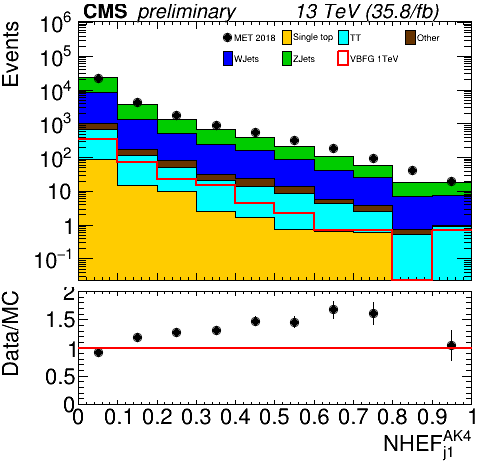 CMS preliminary 13 TeV (35.8/fb)
Events
10^6
10^5
10^4
10^3
10^2
10
1
10^−1
MET 2018 Single top TT Other
WJets ZJets VBFG 1TeV
Data/MC
2
1.5
1
0.5
0
0 0.1 0.2 0.3 0.4 0.5 0.6 0.7 0.8 0.9 1
NHEF^AK4_j1